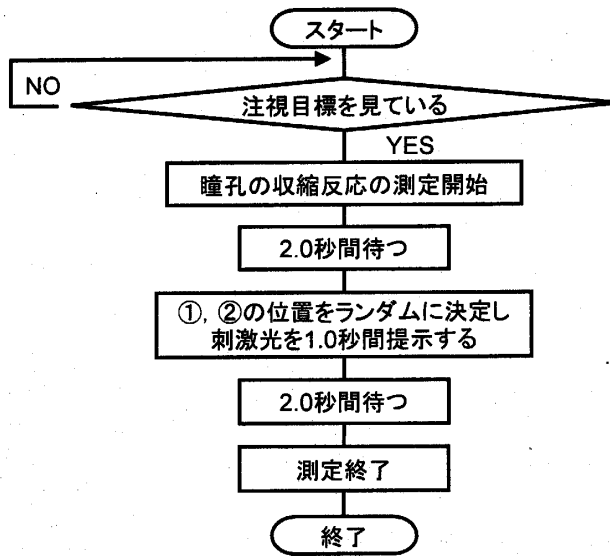 スタート
NO
注視目標を見ている
YES
瞳孔の収縮反応の測定開始
2.0秒間待つ
①, ②の位置をランダムに決定し
刺激光を1.0秒間提示する
2.0秒間待つ
測定終了
終了